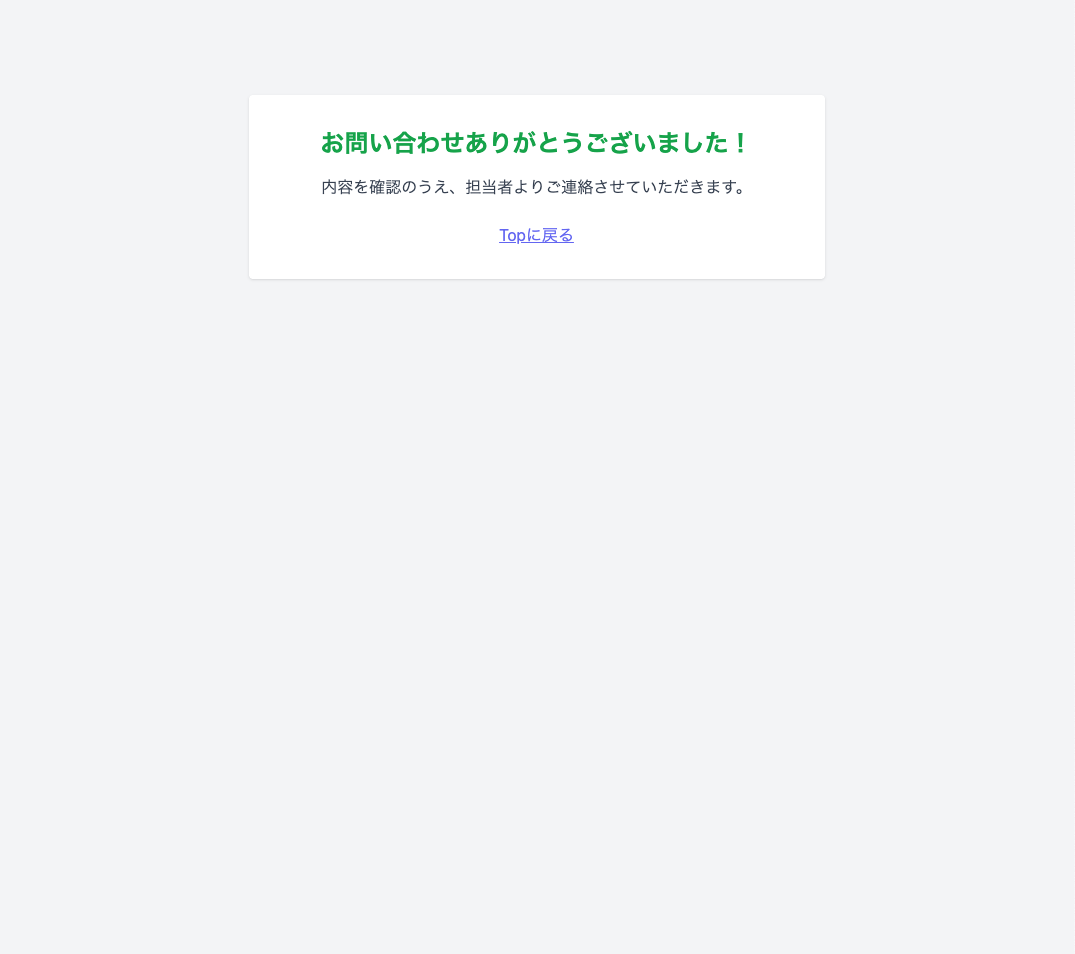 お問い合わせありがとうございました！
内容を確認のうえ、担当者よりご連絡させていただきます。
Topに戻る